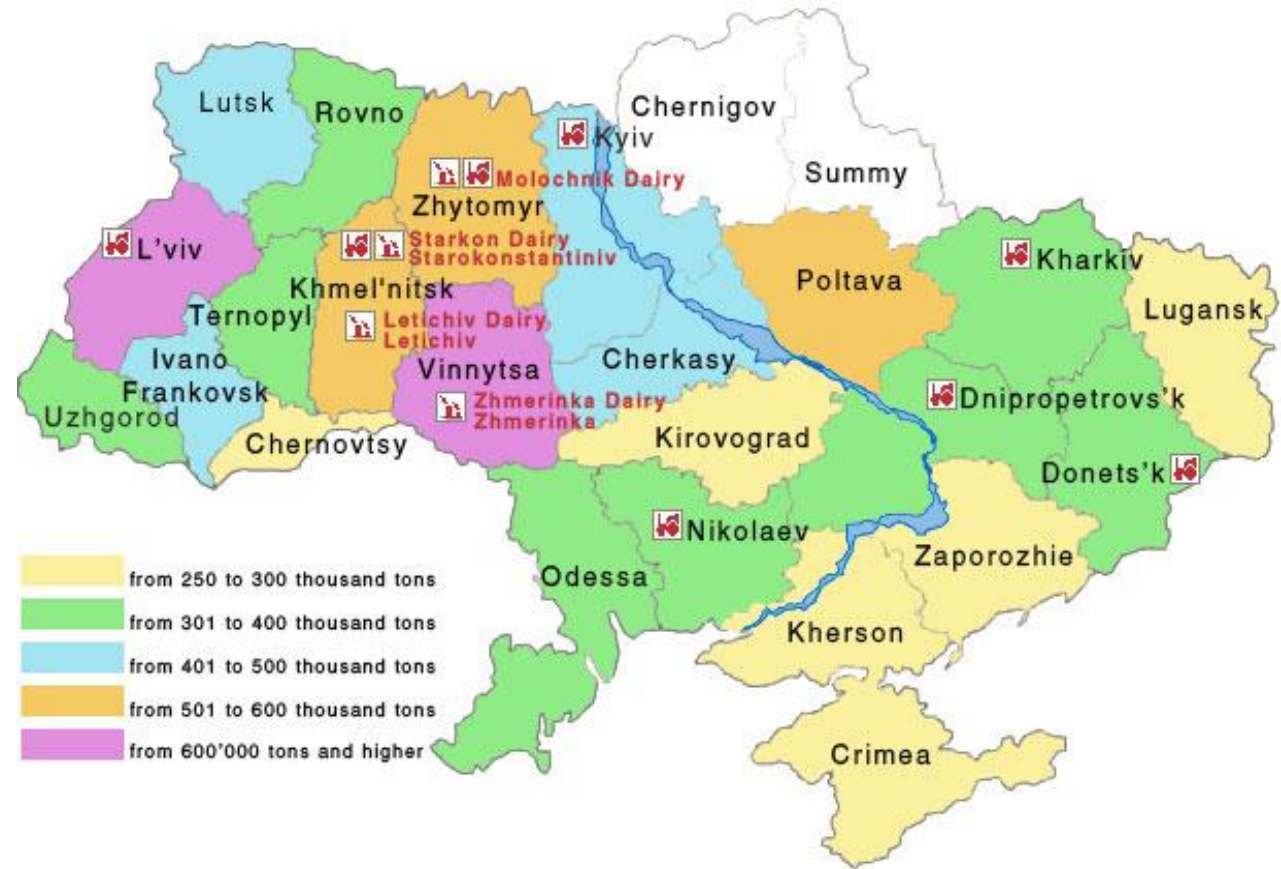 Chernigov
Lutsk
Rovno
Kyiv
Summy
Molochnik Dairy
Zhytomyr
L'viv
Starkon Dairy
Starokonstantiniv
Kharkiv
Khmel'nitsk
Poltava
Ternopyl
Lugansk
Letichiv Dairy
Letichiv
Ivano
Frankovsk
Vinnytsa
Cherkasy
Uzhgorod
Zhmerinka Dairy
Zhmerinka
Dnipropetrovs'k
Chernovtsy
Kirovograd
Donets'k
Nikolaev
Zaporozhie
Odessa
Kherson
Crimea
from 250 to 300 thousand tons
from 301 to 400 thousand tons
from 401 to 500 thousand tons
from 501 to 600 thousand tons
from 600'000 tons and higher